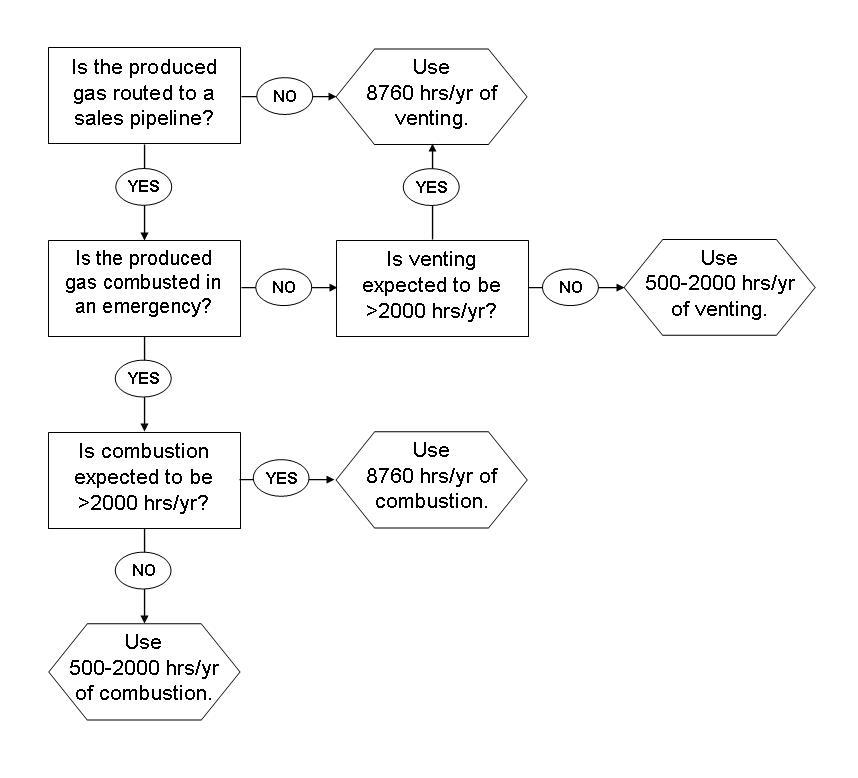 Is the produced
gas routed to a
sales pipeline?
NO
Use
8760 hrs/yr of
venting.
YES
YES
Is the produced
gas combusted in
an emergency?
NO
Is venting
expected to be
>2000 hrs/yr?
NO
Use
500-2000 hrs/yr
of venting.
YES
Is combustion
expected to be
>2000 hrs/yr?
YES
Use
8760 hrs/yr of
combustion.
NO
Use
500-2000 hrs/yr
of combustion.